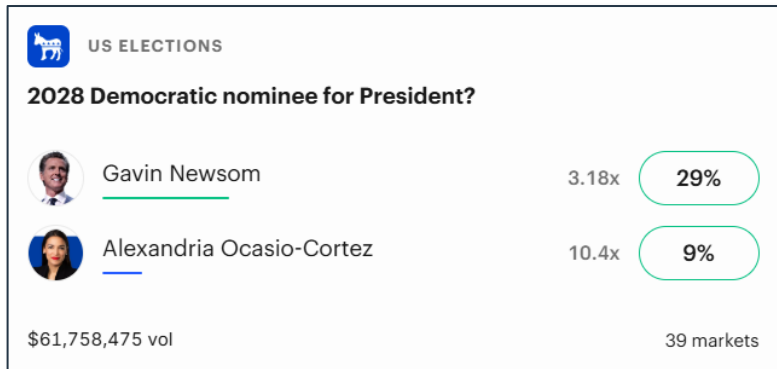 US ELECTIONS
2028 Democratic nominee for President?
Gavin Newsom 3.18x 29%
Alexandria Ocasio-Cortez 10.4x 9%
$61,758,475 vol 39 markets